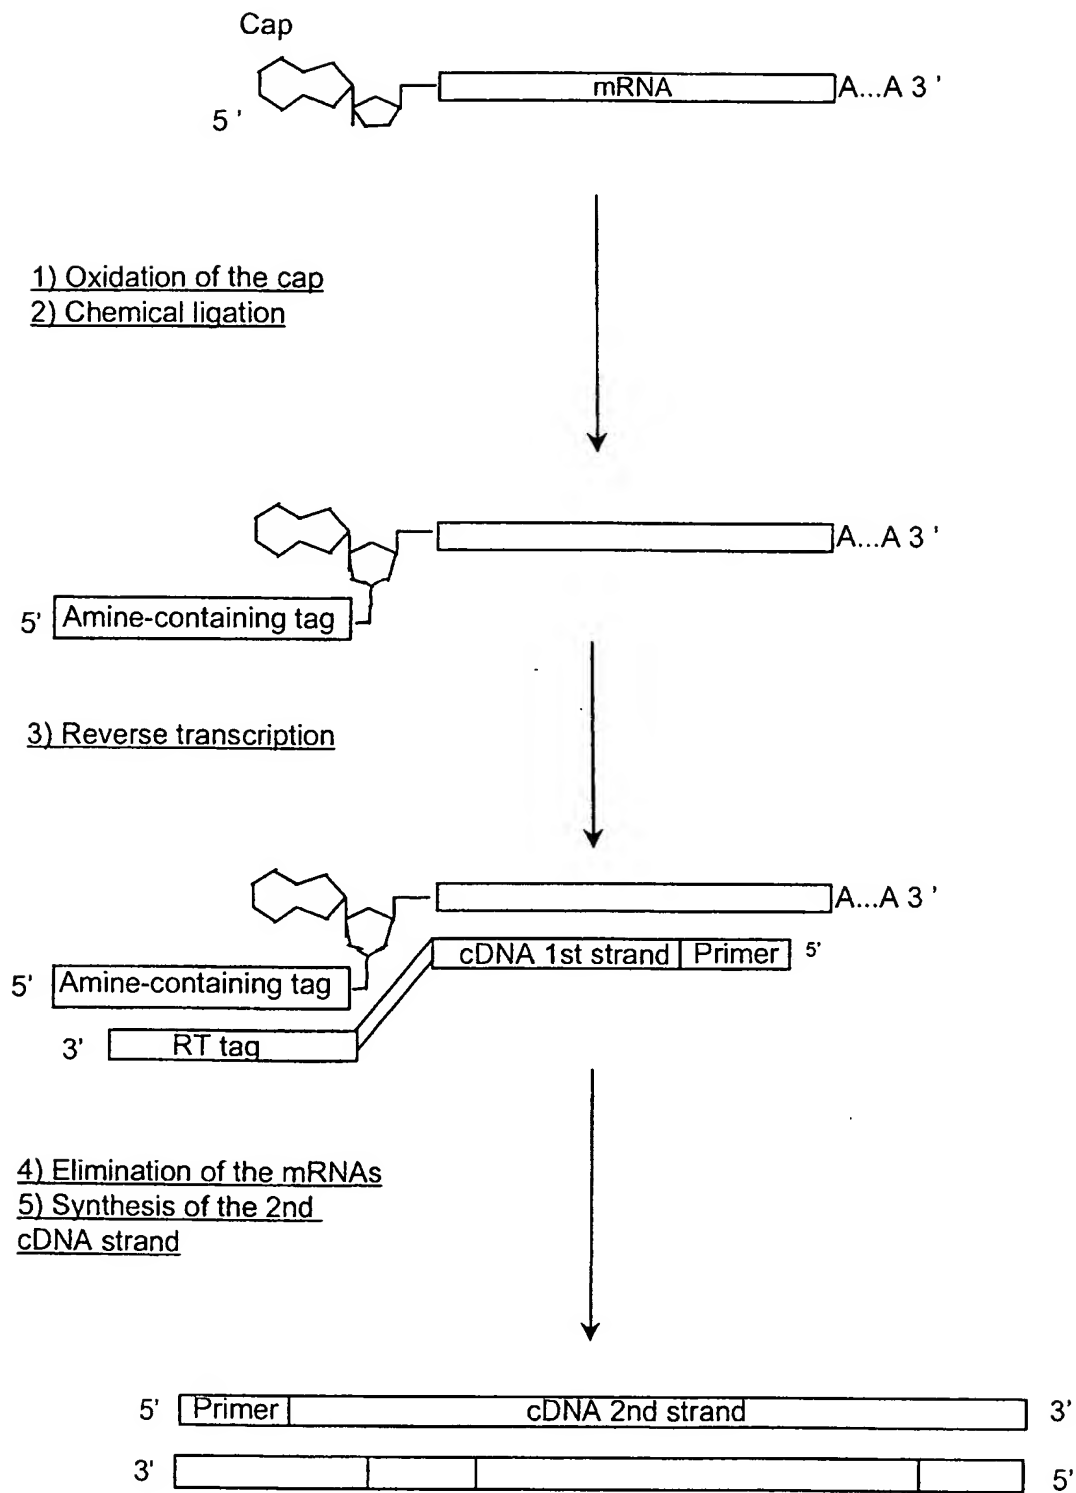 Cap
mRNA
A...A 3 '
5 '
1) Oxidation of the cap
2) Chemical ligation
A...A 3 '
5' Amine-containing tag
3) Reverse transcription
A...A 3 '
cDNA 1st strand Primer 5'
5' Amine-containing tag
3' RT tag
4) Elimination of the mRNAs
5) Synthesis of the 2nd
cDNA strand
5' Primer cDNA 2nd strand 3'
3' 5'